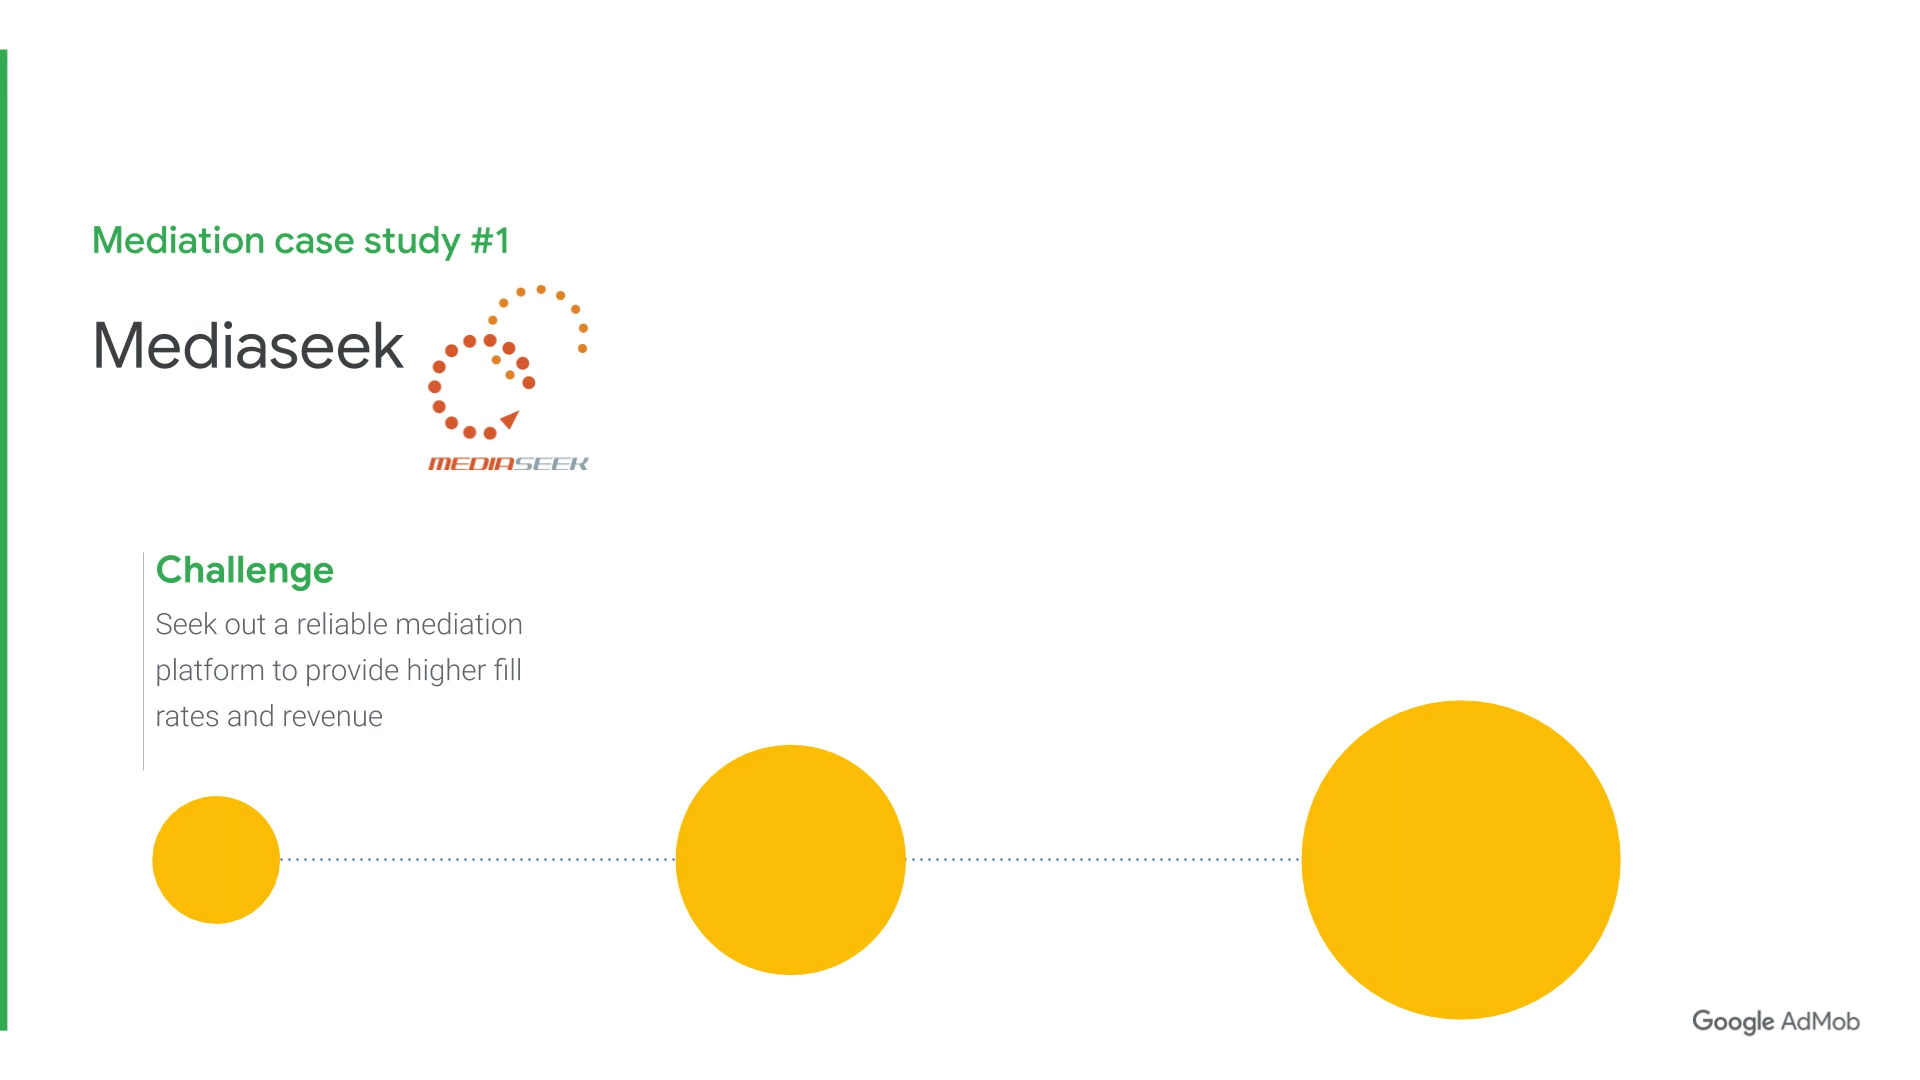 Mediation case study #1
Mediaseek
MEDIASEEK
Challenge
Seek out a reliable mediation
platform to provide higher fill
rates and revenue
Google AdMob